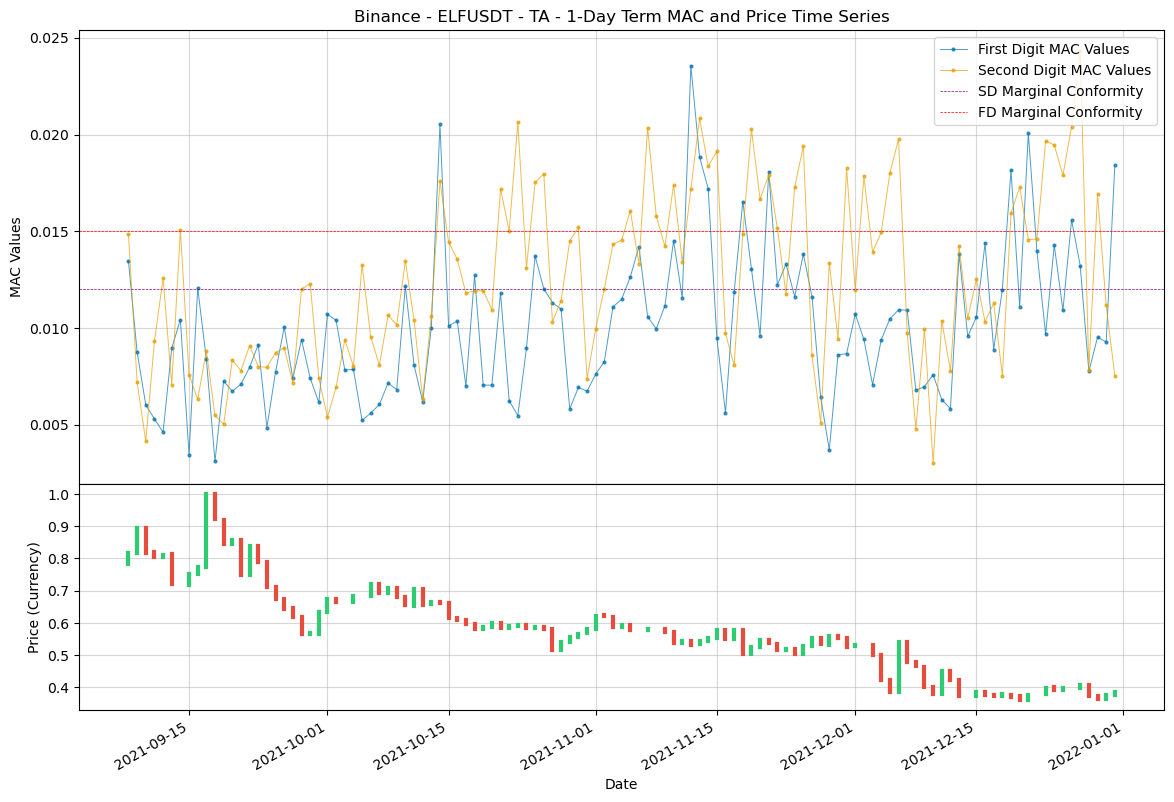 Binance - ELFUSDT - TA - 1-Day Term MAC and Price Time Series
First Digit MAC Values
Second Digit MAC Values
SD Marginal Conformity
FD Marginal Conformity
MAC Values
0.025
0.020
0.015
0.010
0.005
Price (Currency)
1.0
0.9
0.8
0.7
0.6
0.5
0.4
2021-09-15
2021-10-01
2021-10-15
2021-11-01
2021-11-15
2021-12-01
2021-12-15
2022-01-01
Date